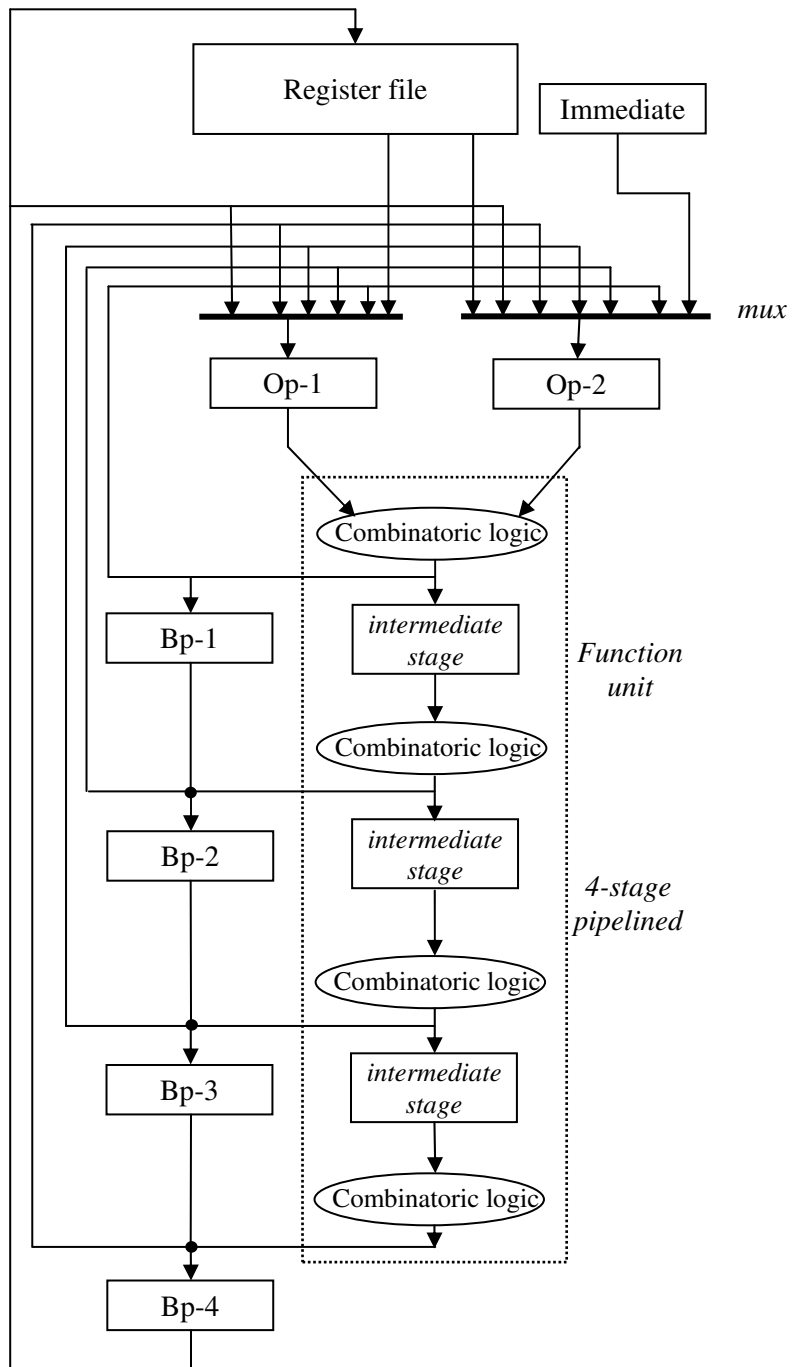 Register file
Immediate
mux
Op-1
Op-2
Combinatoric logic
Bp-1
intermediate
stage
Function
unit
Combinatoric logic
Bp-2
intermediate
stage
4-stage
pipelined
Combinatoric logic
Bp-3
intermediate
stage
Combinatoric logic
Bp-4